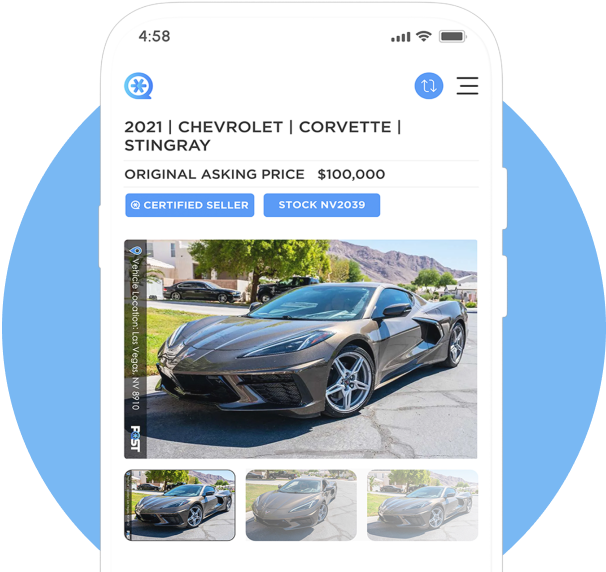 4:58
2021 | CHEVROLET | CORVETTE |
STINGRAY
ORIGINAL ASKING PRICE $100,000
CERTIFIED SELLER
STOCK NV2039
Vehicle Location: Las Vegas, NV 8910